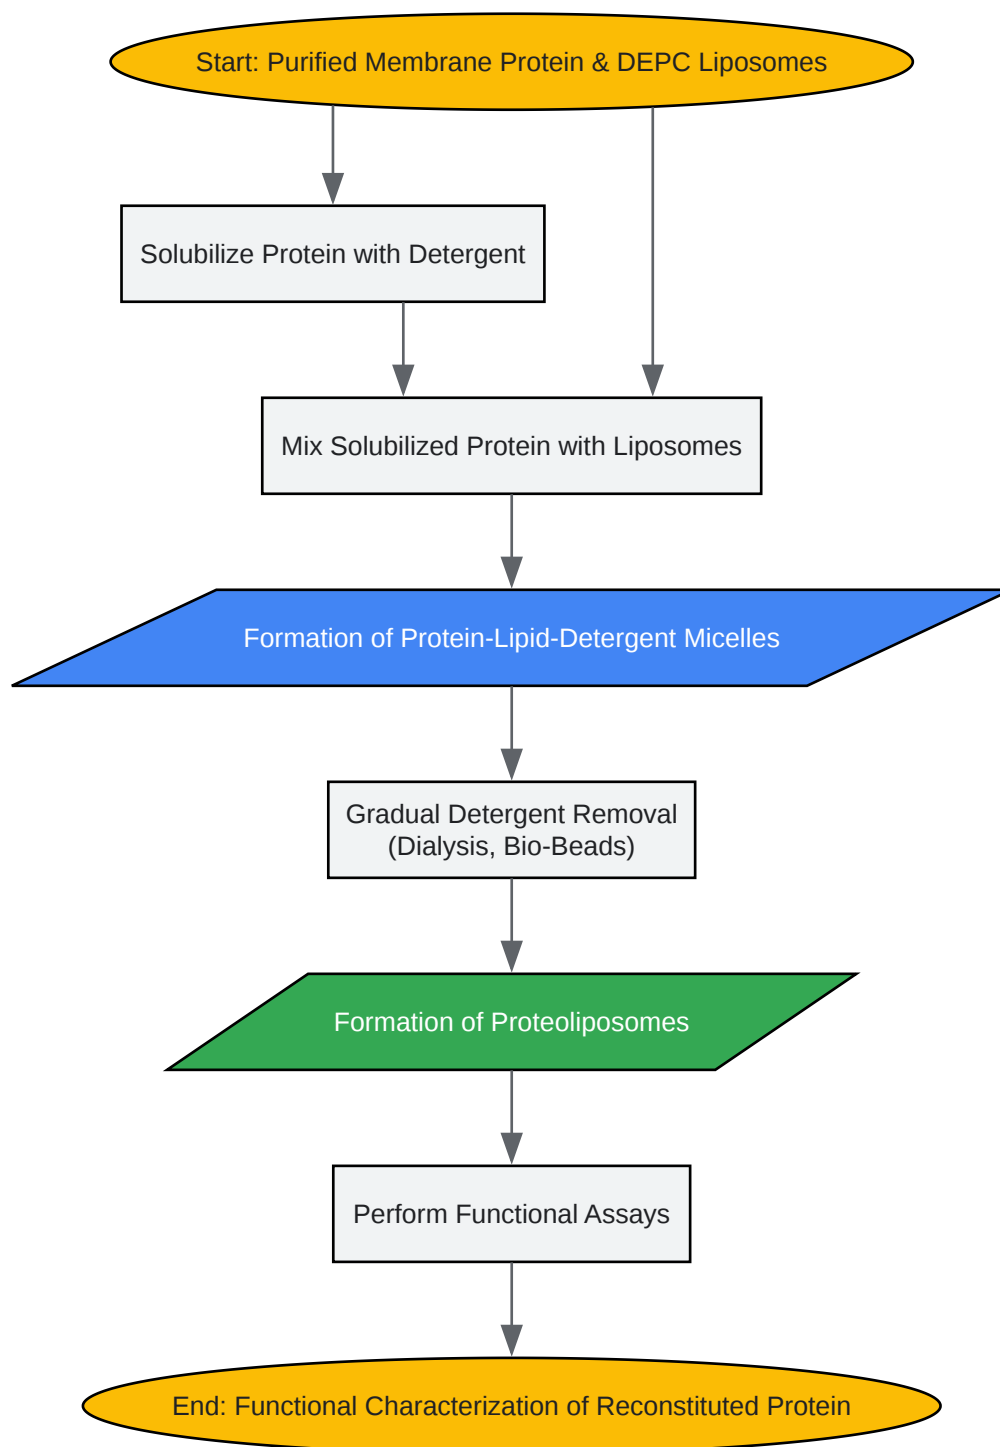 Start: Purified Membrane Protein & DEPC Liposomes
Solubilize Protein with Detergent
Mix Solubilized Protein with Liposomes
Formation of Protein-Lipid-Detergent Micelles
Gradual Detergent Removal
(Dialysis, Bio-Beads)
Formation of Proteoliposomes
Perform Functional Assays
End: Functional Characterization of Reconstituted Protein